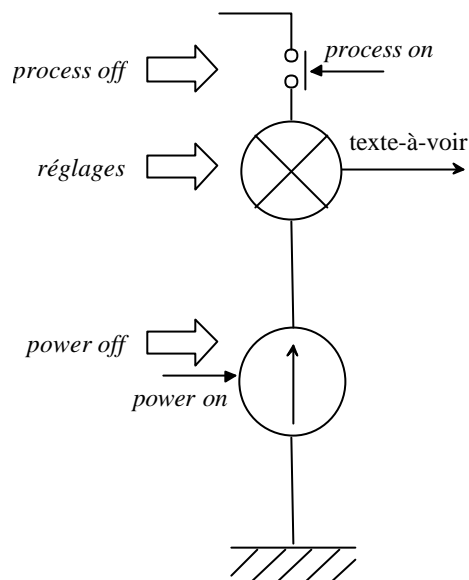 process on
process off
texte-à-voir
réglages
power off
power on